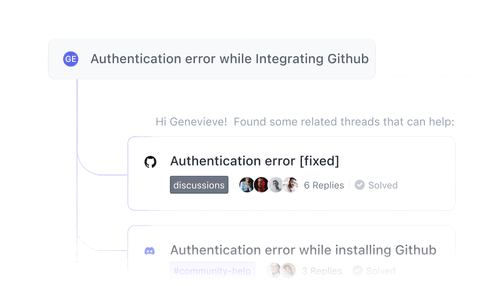 GE Authentication error while Integrating Github
Hi Genevieve! Found some related threads that can help:
Authentication error [fixed]
discussions 6 Replies Solved
Authentication error while installing Github
#community-help 3 Replies Solved